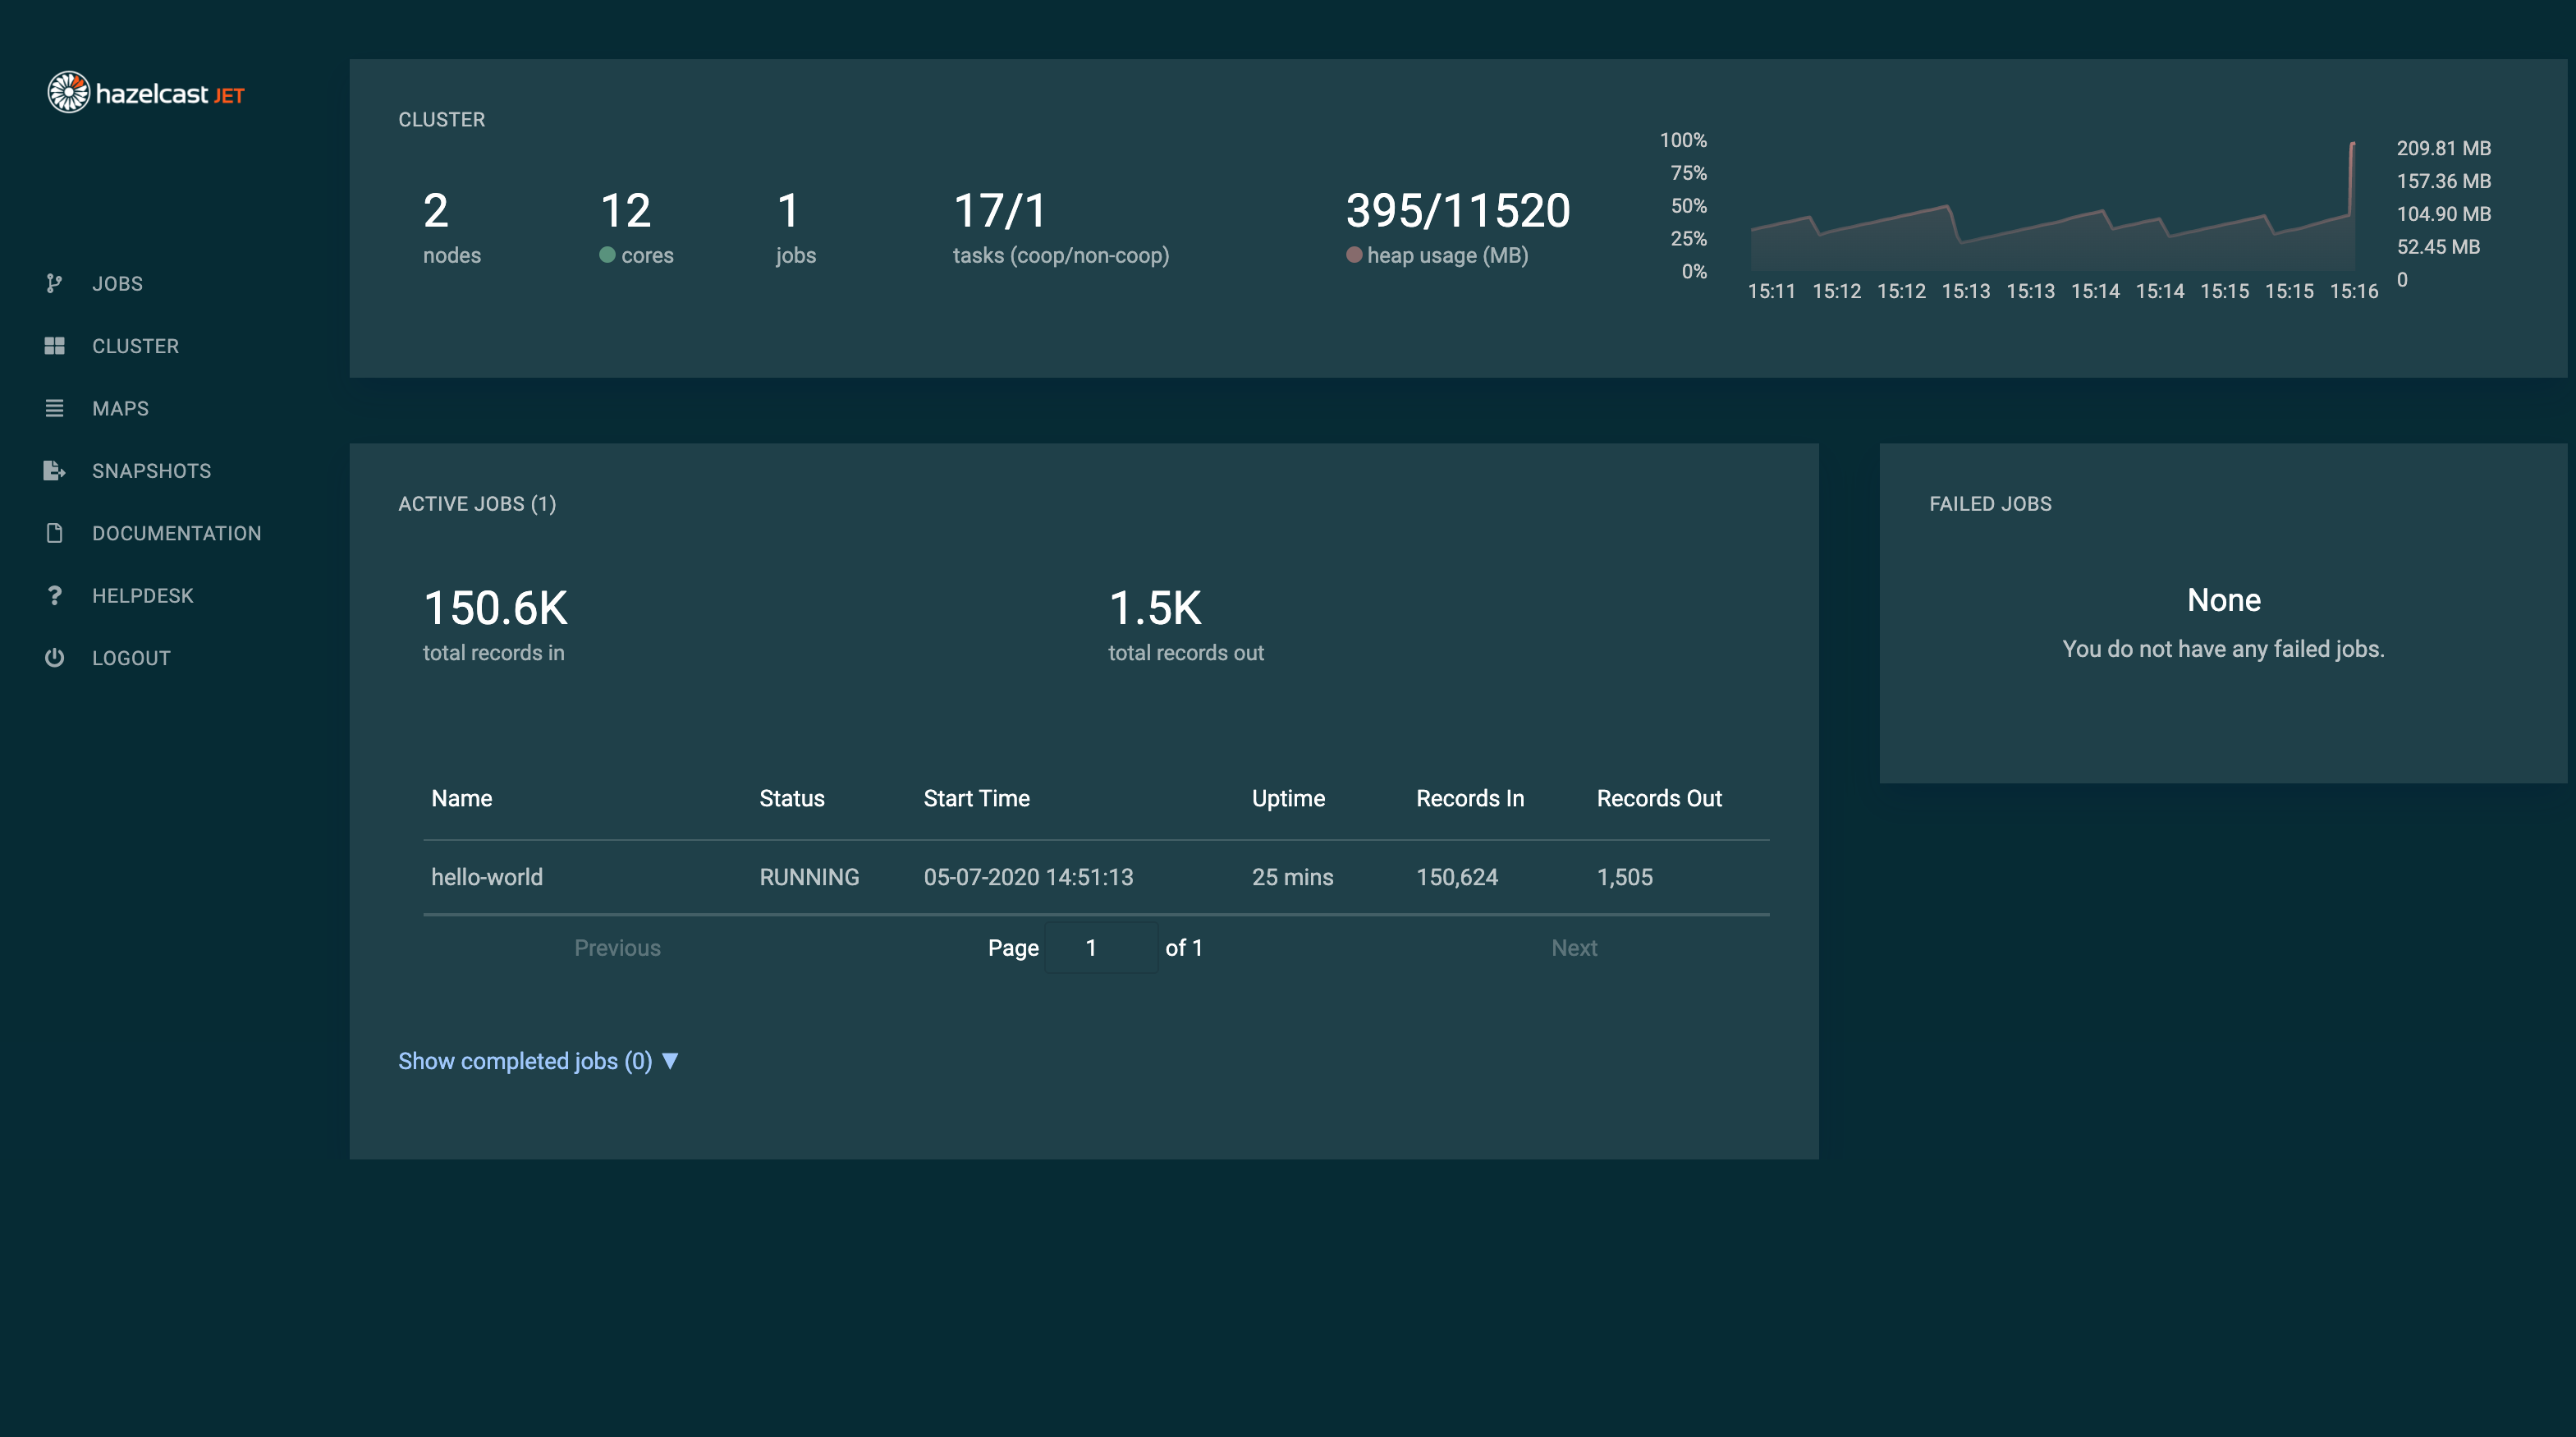 hazelcast JET
JOBS
CLUSTER
MAPS
SNAPSHOTS
DOCUMENTATION
HELPDESK
LOGOUT
CLUSTER
2
nodes
12
cores
1
jobs
17/1
tasks (coop/non-coop)
395/11520
heap usage (MB)
100%
75%
50%
25%
0%
209.81 MB
157.36 MB
104.90 MB
52.45 MB
0
15:11 15:12 15:12 15:13 15:13 15:14 15:14 15:15 15:15 15:16
ACTIVE JOBS (1)
150.6K
total records in
1.5K
total records out
Name Status Start Time Uptime Records In Records Out
hello-world RUNNING 05-07-2020 14:51:13 25 mins 150,624 1,505
Previous Page 1 of 1 Next
Show completed jobs (0) ▼
FAILED JOBS
None
You do not have any failed jobs.